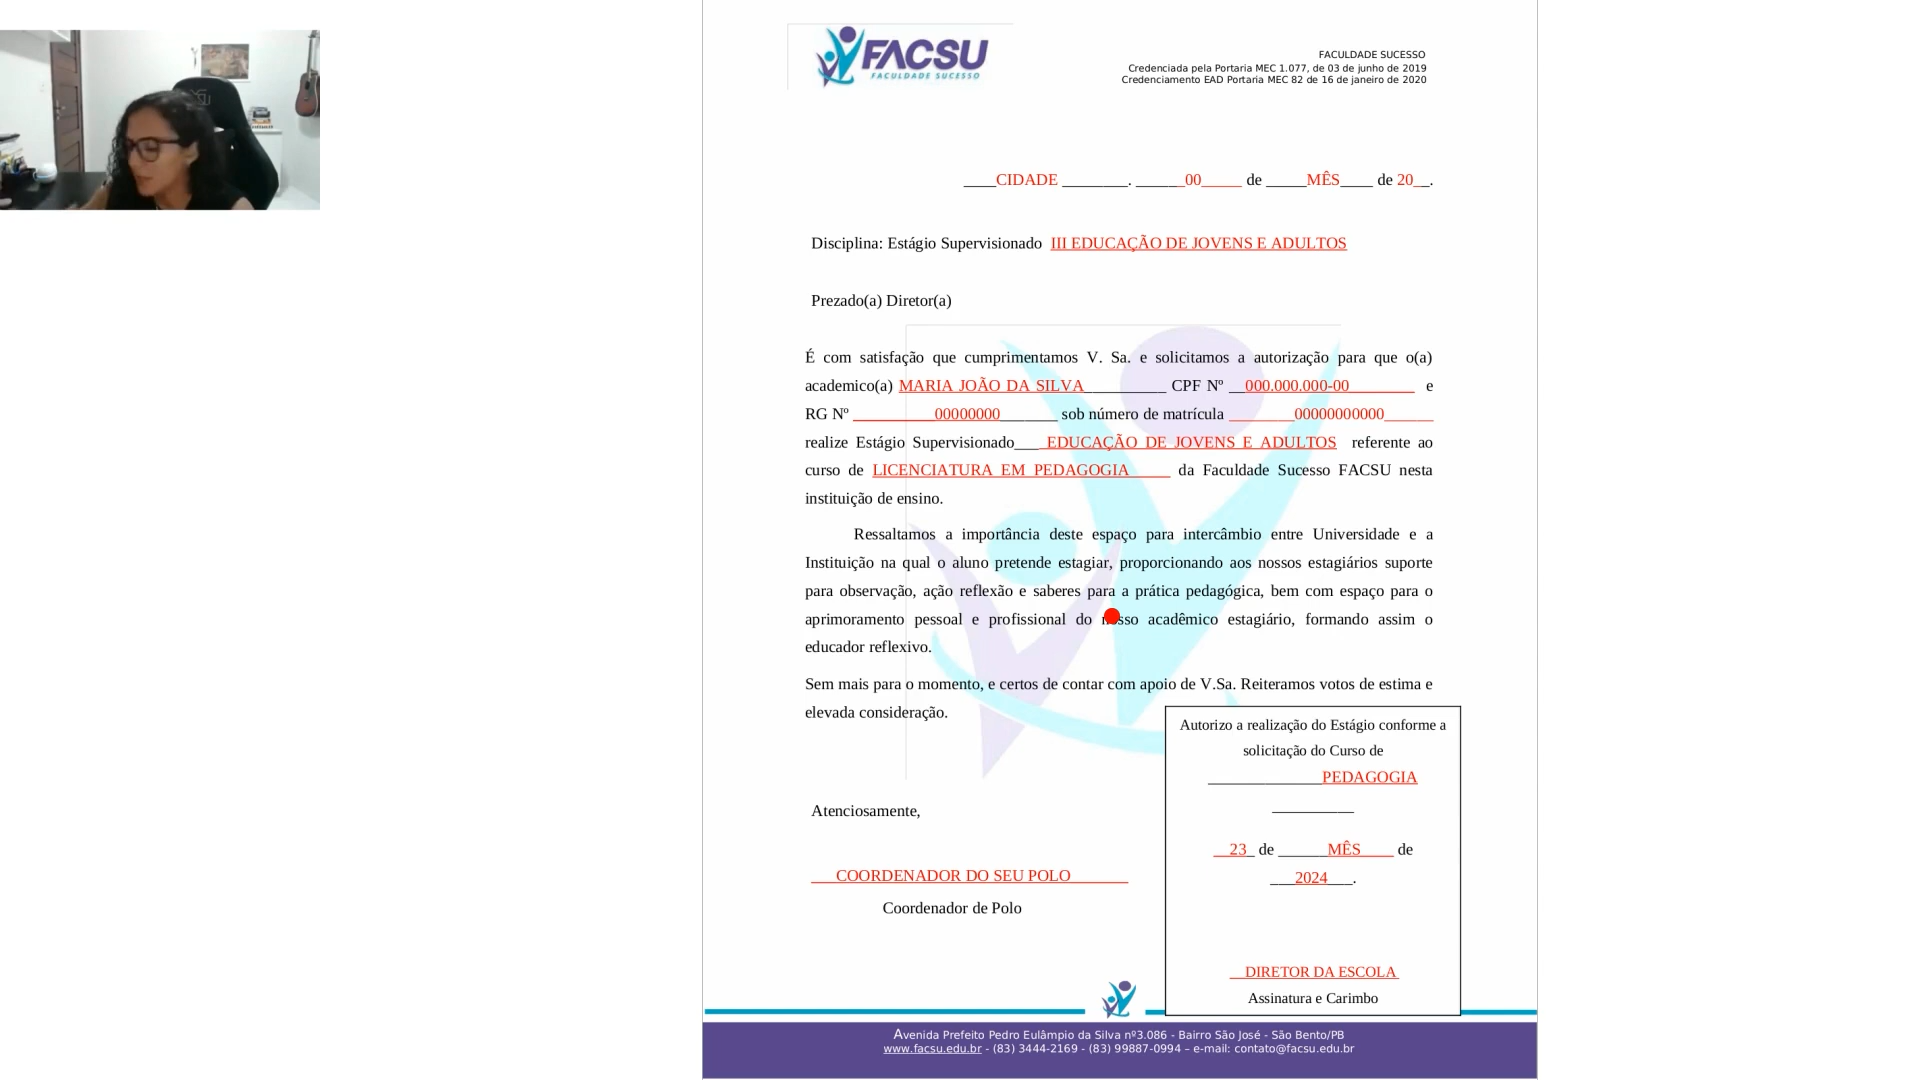 FACSU
FACULDADE SUCESSO
FACULDADE SUCESSO
Credenciada pela Portaria MEC 1.077, de 03 de junho de 2019
Credenciamento EAD Portaria MEC 82 de 16 de janeiro de 2020
____CIDADE ________. ______00_____ de _____MÊS____ de 20__.
Disciplina: Estágio Supervisionado III EDUCAÇÃO DE JOVENS E ADULTOS
Prezado(a) Diretor(a)
É com satisfação que cumprimentamos V. Sa. e solicitamos a autorização para que o(a)
academico(a) MARIA JOÃO DA SILVA__________ CPF Nº __000.000.000-00________ e
RG Nº __________00000000_______ sob número de matrícula ________00000000000______
realize Estágio Supervisionado____EDUCAÇÃO DE JOVENS E ADULTOS referente ao
curso de LICENCIATURA EM PEDAGOGIA_____ da Faculdade Sucesso FACSU nesta
instituição de ensino.
Ressaltamos a importância deste espaço para intercâmbio entre Universidade e a
Instituição na qual o aluno pretende estagiar, proporcionando aos nossos estagiários suporte
para observação, ação reflexão e saberes para a prática pedagógica, bem com espaço para o
aprimoramento pessoal e profissional do nosso acadêmico estagiário, formando assim o
educador reflexivo.
Sem mais para o momento, e certos de contar com apoio de V.Sa. Reiteramos votos de estima e
elevada consideração.
Autorizo a realização do Estágio conforme a
solicitação do Curso de
______________PEDAGOGIA
__________
__23_ de ______MÊS____ de
___2024___.
__DIRETOR DA ESCOLA
Assinatura e Carimbo
Atenciosamente,
___COORDENADOR DO SEU POLO_______
Coordenador de Polo
Avenida Prefeito Pedro Eulâmpio da Silva nº3.086 - Bairro São José - São Bento/PB
www.facsu.edu.br - (83) 3444-2169 - (83) 99887-0994 – e-mail: contato@facsu.edu.br